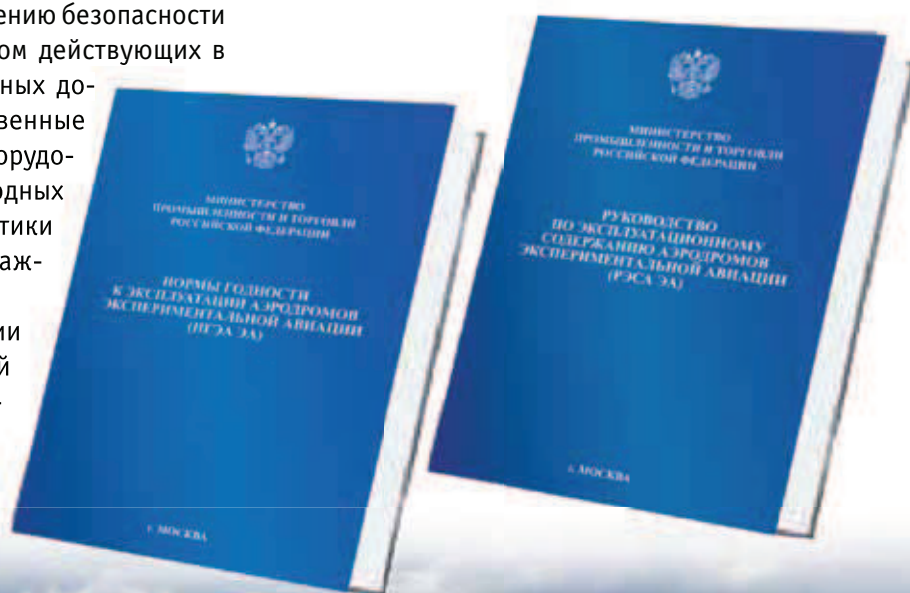 ению безопасности
ом действующих в
ных до-
венные
орудо-
одных
тики
аж-
ии
й
МИНИСТЕРСТВО
ПРОМЫШЛЕННОСТИ И ТОРГОВЛИ
РОССИЙСКОЙ ФЕДЕРАЦИИ
НОРМЫ ГОДНОСТИ
К ЭКСПЛУАТАЦИИ АЭРОДРОМОВ
ЭКСПЕРИМЕНТАЛЬНОЙ АВИАЦИИ
(НГЭА ЭА)
г. МОСКВА
МИНИСТЕРСТВО
ПРОМЫШЛЕННОСТИ И ТОРГОВЛИ
РОССИЙСКОЙ ФЕДЕРАЦИИ
РУКОВОДСТВО
ПО ЭКСПЛУАТАЦИОННОМУ
СОДЕРЖАНИЮ АЭРОДРОМОВ
ЭКСПЕРИМЕНТАЛЬНОЙ АВИАЦИИ
(РЭСА ЭА)
г. МОСКВА